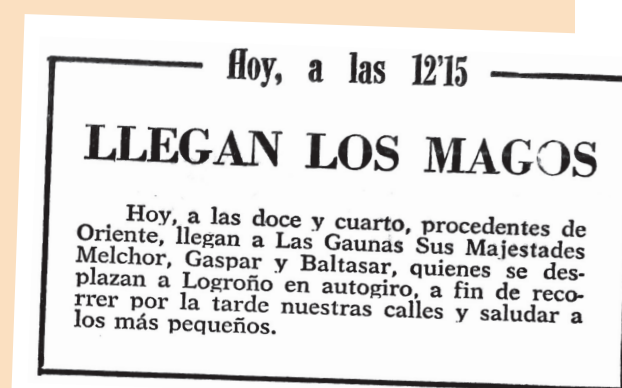 Hoy, a las 12'15
LLEGAN LOS MAGOS
Hoy, a las doce y cuarto, procedentes de
Oriente, llegan a Las Gaunas Sus Majestades
Melchor, Gaspar y Baltasar, quienes se des-
plazan a Logroño en autogiro, a fin de reco-
rrer por la tarde nuestras calles y saludar a
los más pequeños.